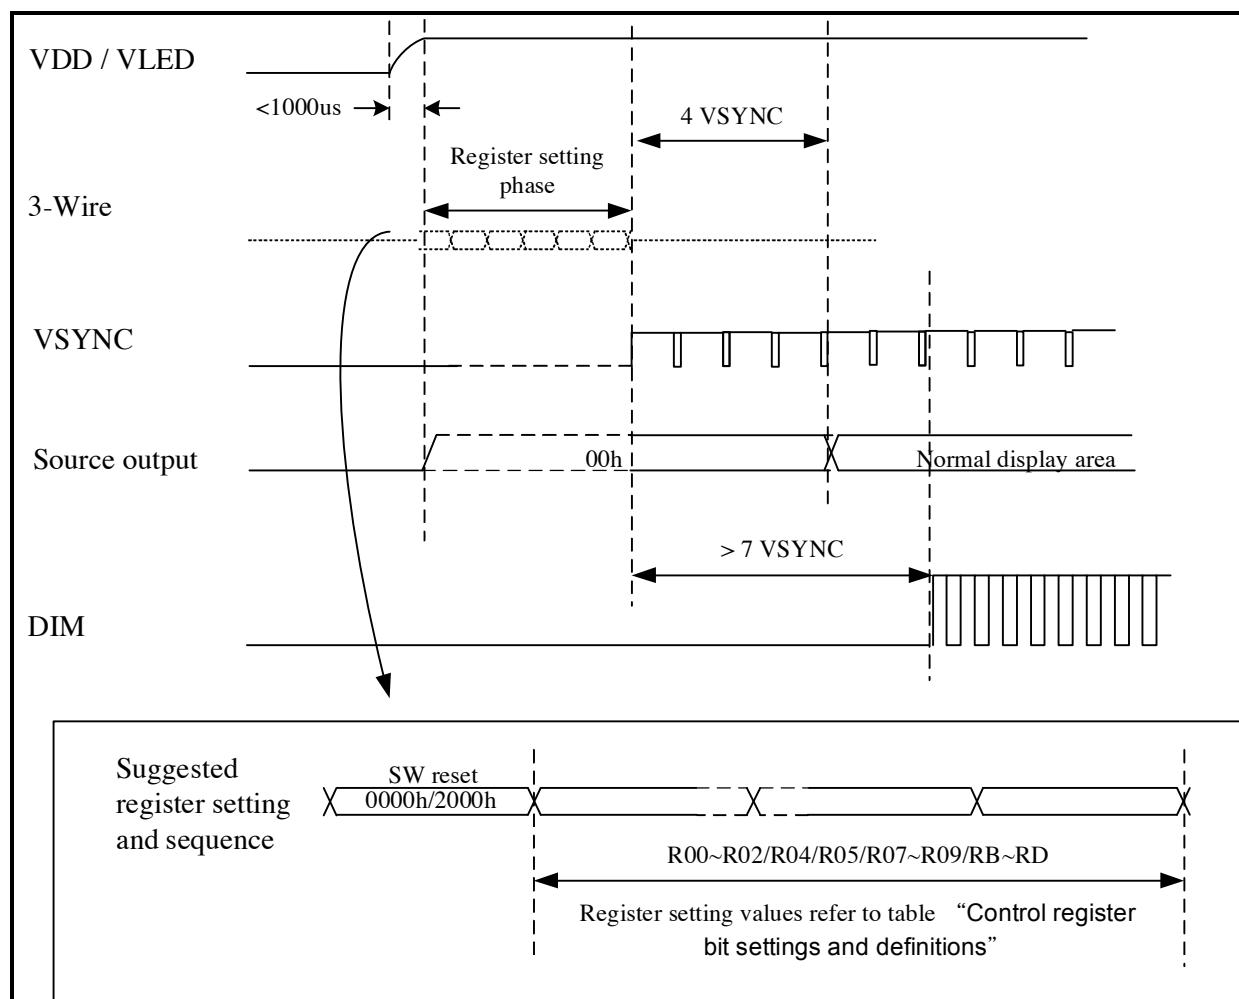 VDD / VLED
<1000us
4 VSYNC
Register setting
phase
3-Wire
VSYNC
Source output
00h
Normal display area
> 7 VSYNC
DIM
Suggested
register setting
and sequence
SW reset
0000h/2000h
R00~R02/R04/R05/R07~R09/RB~RD
Register setting values refer to table “Control register
bit settings and definitions”